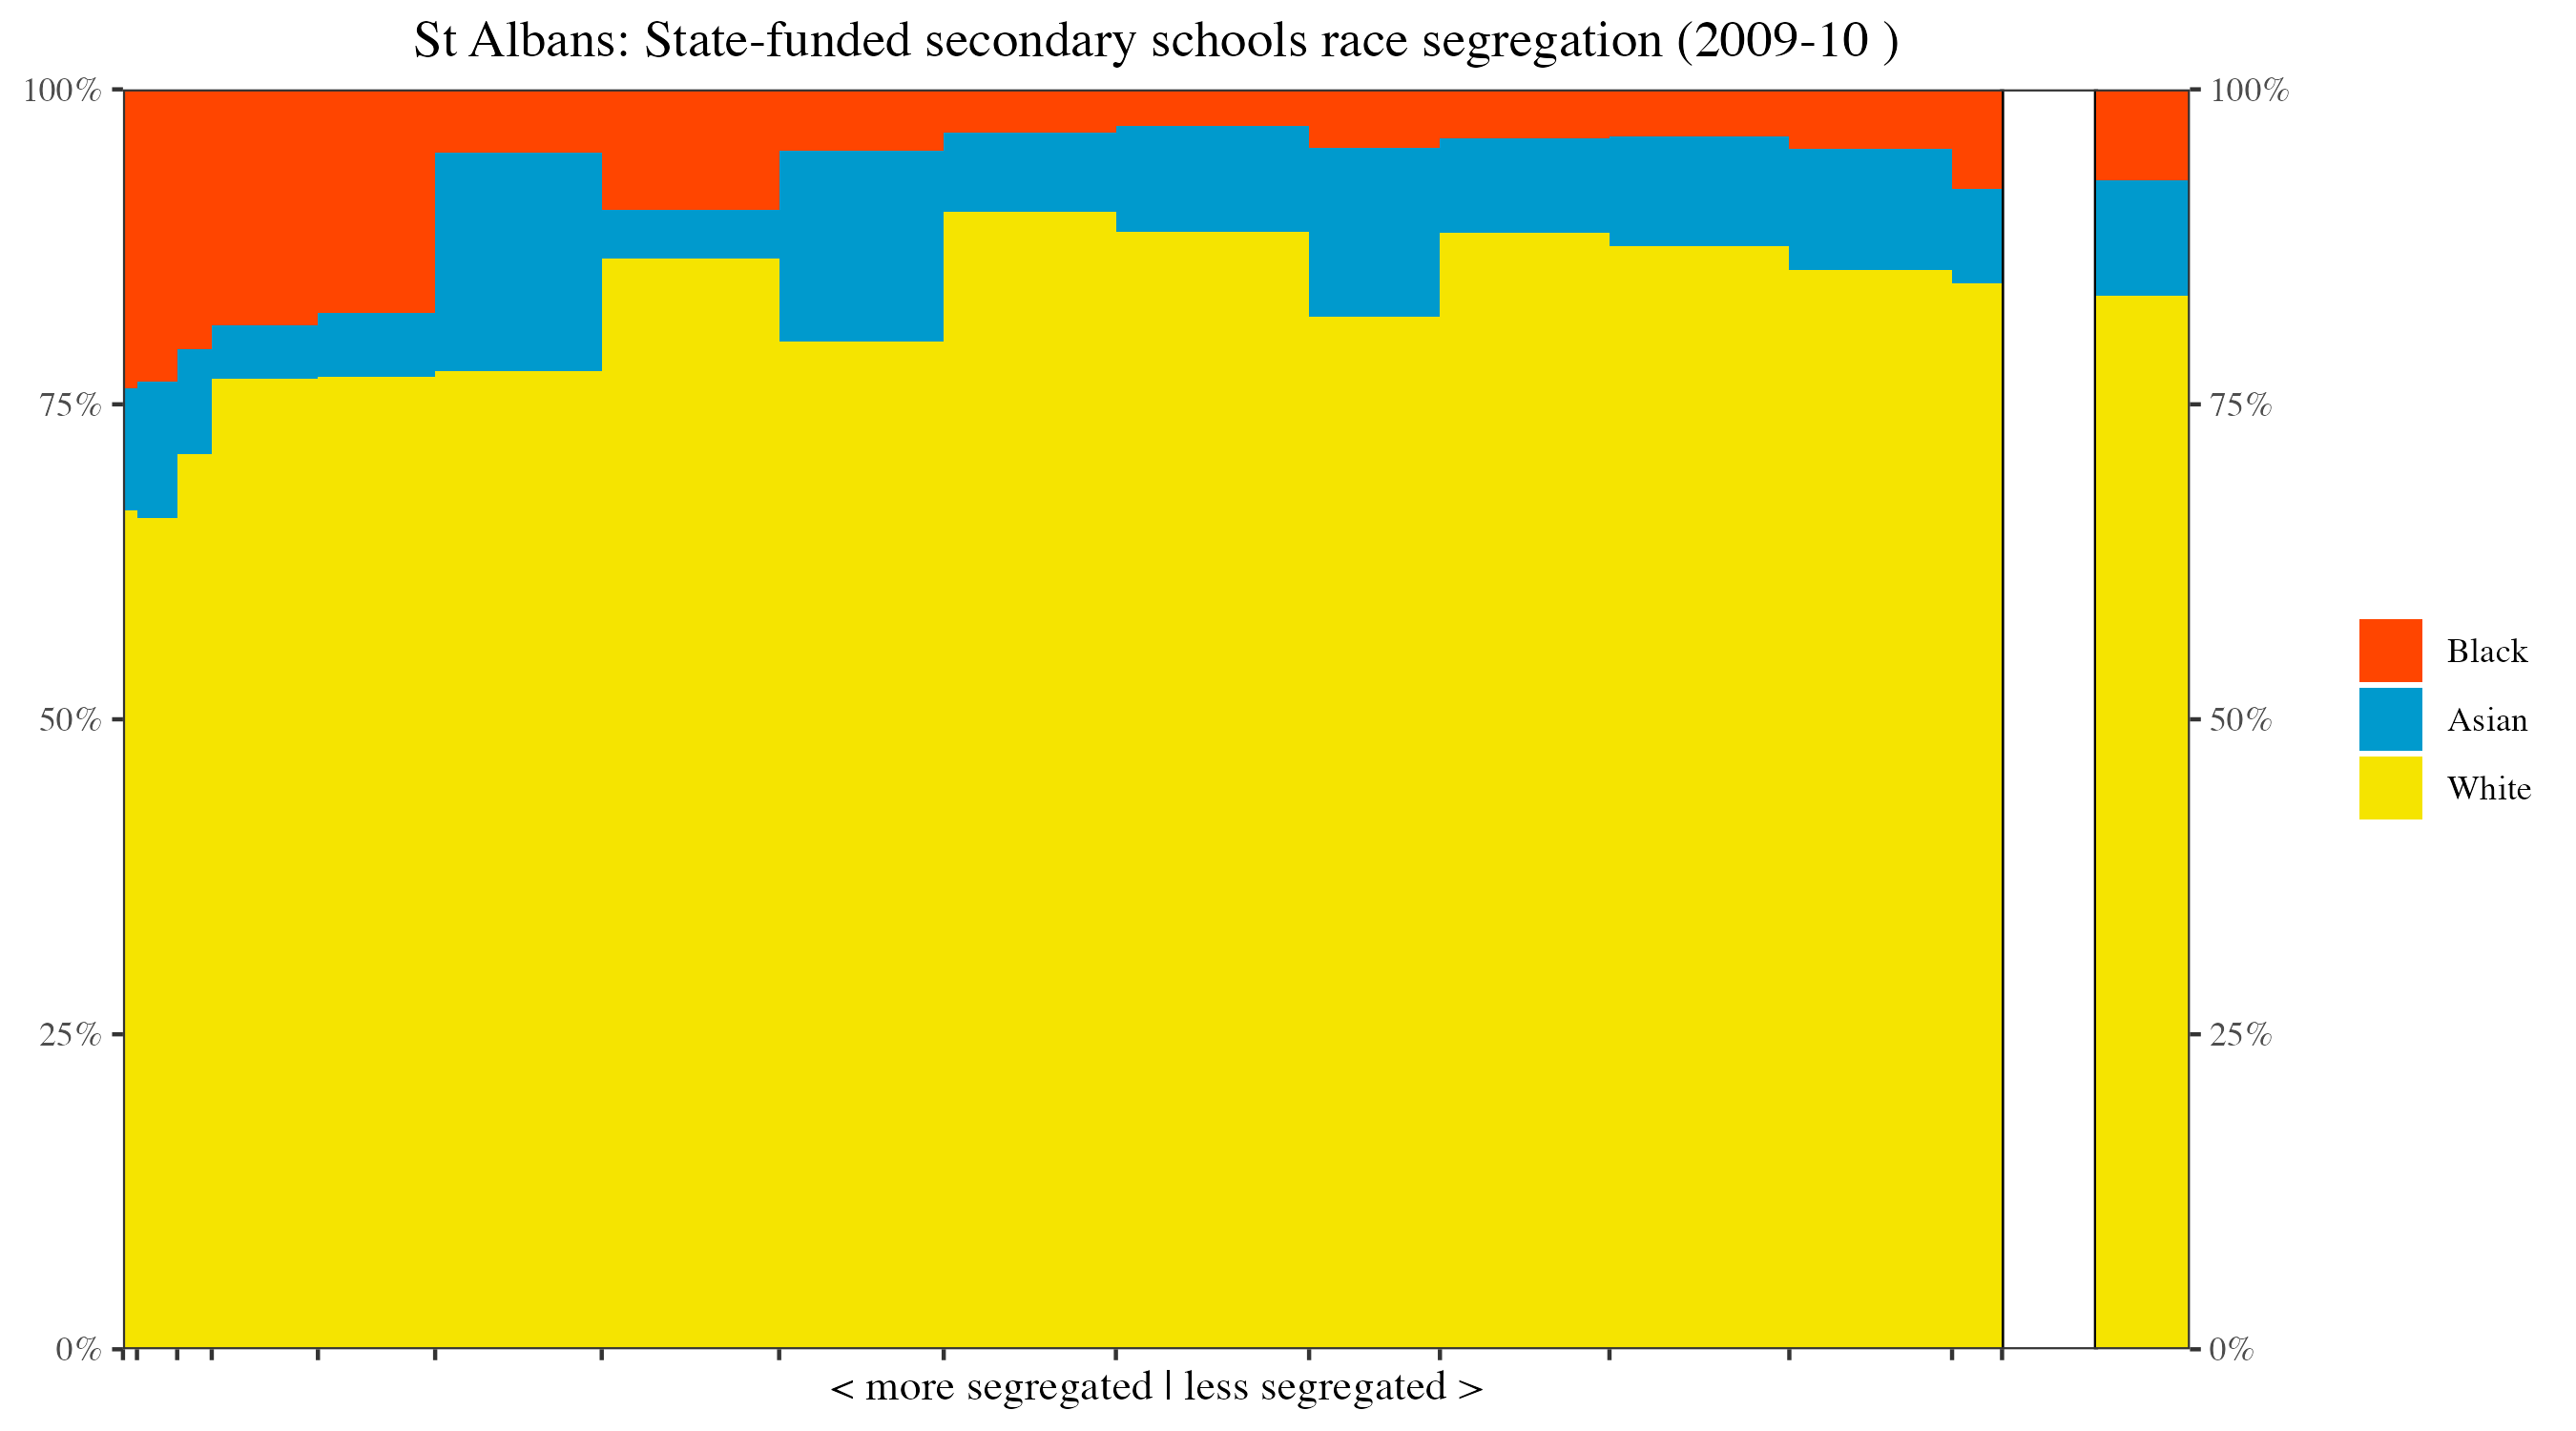 St Albans: State-funded secondary schools race segregation (2009-10 )
100%
75%
50%
25%
0%
100%
75%
50%
25%
0%
Black
Asian
White
< more segregated | less segregated >